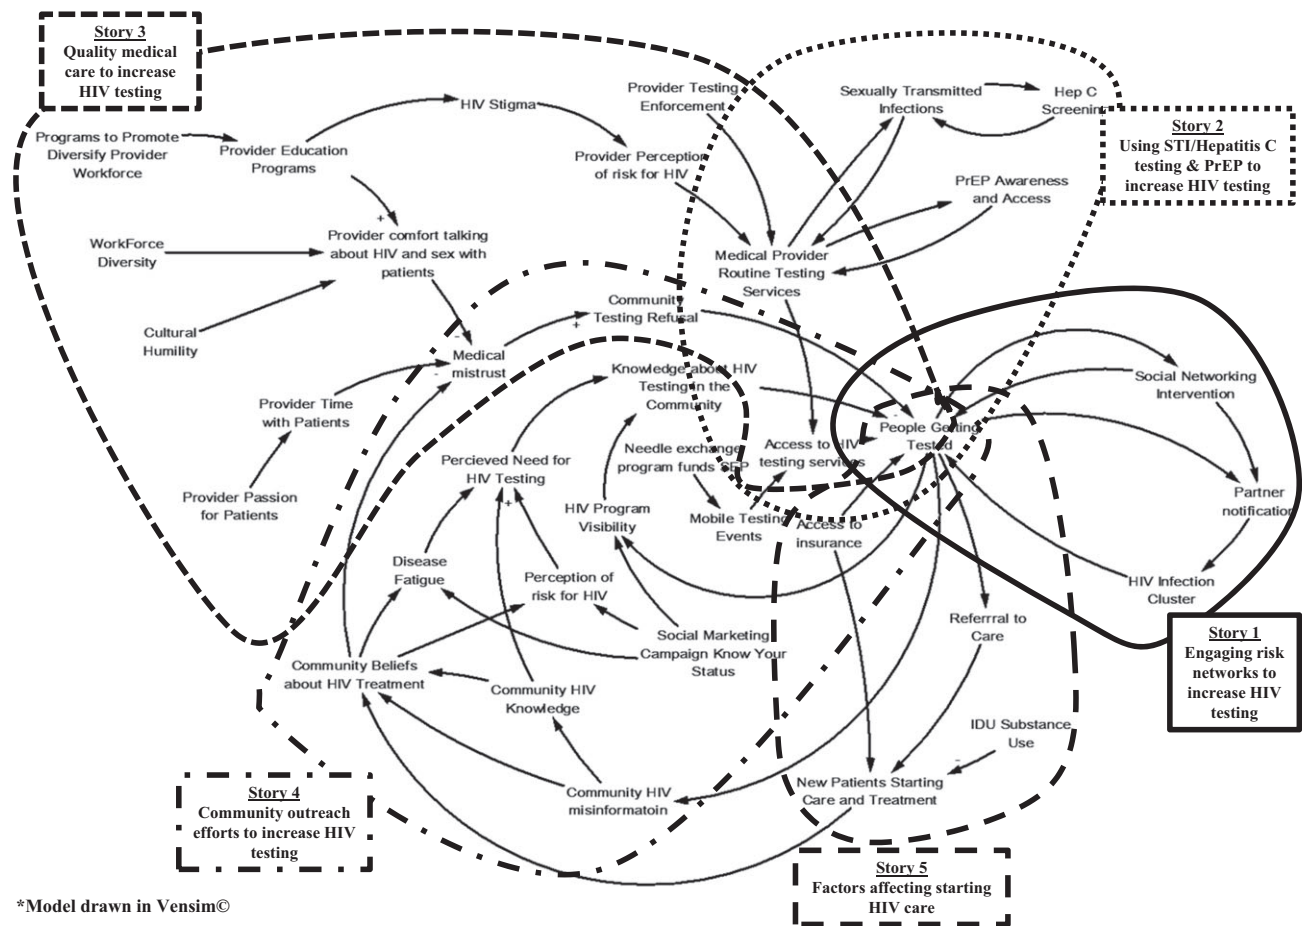 Story 3
Quality medical
care to increase
HIV testing
HIV Stigma
Provider Testing
Enforcement
Sexually Transmitted
Infections
Hep C
Screening
Story 2
Using STI/Hepatitis C
testing & PrEP to
increase HIV testing
Programs to Promote
Diversify Provider
Workforce
Provider Education
Programs
Provider Perception
of risk for HIV
PrEP Awareness
and Access
+
Provider comfort talking
about HIV and sex with
patients
WorkForce
Diversity
Medical Provider
Routine Testing
Services
Cultural
Humility
Community
Testing Refusal
+
-
Medical
mistrust
-
Knowledge about HIV
Testing in the
Community
Social Networking
Intervention
Provider Time
with Patients
-
People Getting
Tested
Access to HIV
testing services
Needle exchange
program funds SEP
Percieved Need for
HIV Testing
+
Provider Passion
for Patients
HIV Program
Visibility
Mobile Testing
Events
Access to
insurance
Partner
notification
Disease
Fatigue
Perception of
risk for HIV
HIV Infection
Cluster
Referral to
Care
Social Marketing
Campaign Know Your
Status
Story 1
Engaging risk
networks to
increase HIV
testing
Community Beliefs
about HIV Treatment
Community HIV
Knowledge
IDU Substance
Use
-
Community HIV
misinformatoin
New Patients Starting
Care and Treatment
Story 4
Community outreach
efforts to increase HIV
testing
Story 5
Factors affecting starting
HIV care
*Model drawn in Vensim©